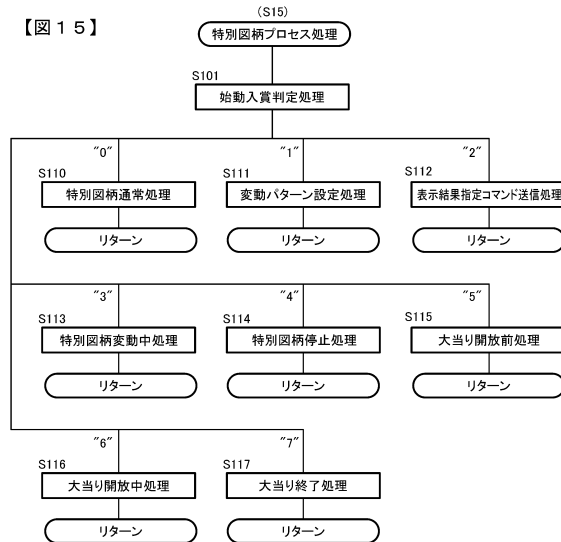 【図１５】
(S15)
特別図柄プロセス処理
S101
始動入賞判定処理
"0"
"1"
"2"
S110
S111
S112
特別図柄通常処理
変動パターン設定処理
表示結果指定コマンド送信処理
リターン
リターン
リターン
"3"
"4"
"5"
S113
S114
S115
特別図柄変動中処理
特別図柄停止処理
大当り開放前処理
リターン
リターン
リターン
"6"
"7"
S116
S117
大当り開放中処理
大当り終了処理
リターン
リターン